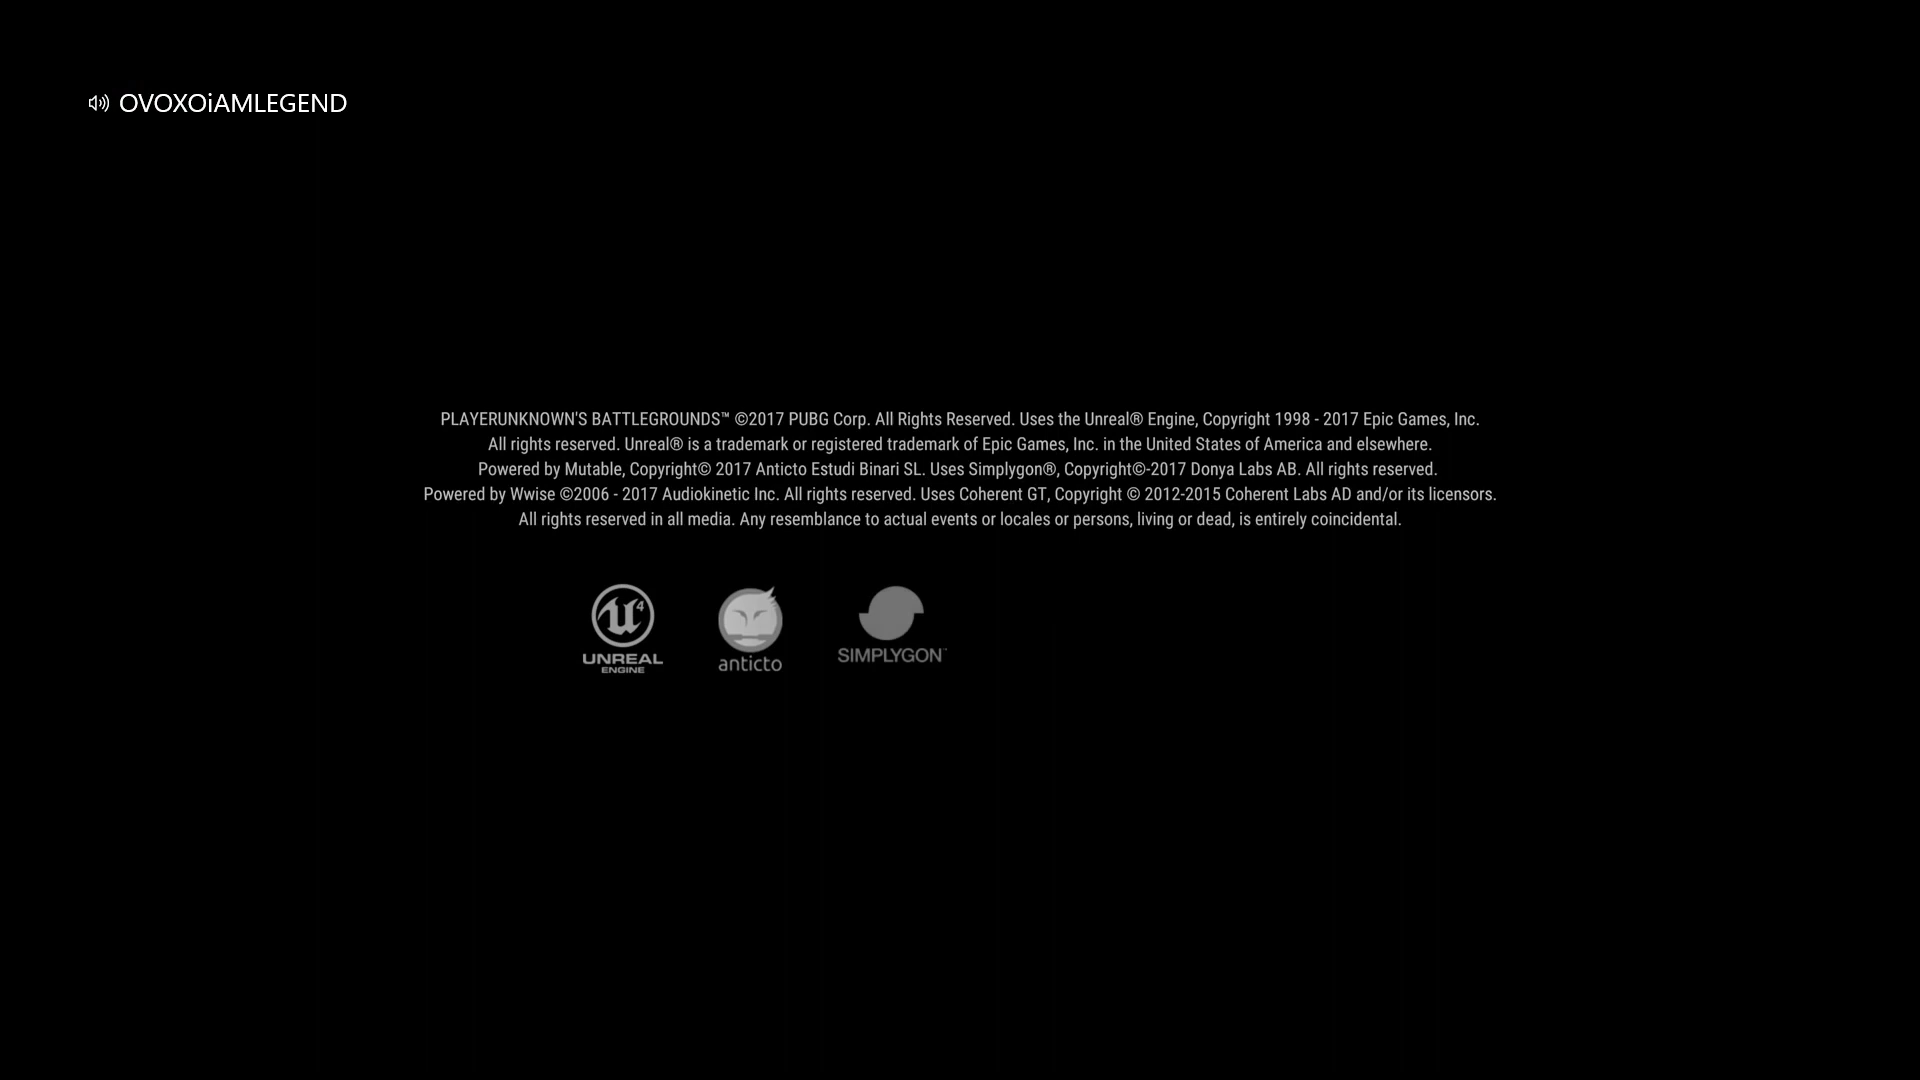 OVOXOiAMLEGEND
PLAYERUNKNOWN'S BATTLEGROUNDS™ ©2017 PUBG Corp. All Rights Reserved. Uses the Unreal® Engine, Copyright 1998 - 2017 Epic Games, Inc.
All rights reserved. Unreal® is a trademark or registered trademark of Epic Games, Inc. in the United States of America and elsewhere.
Powered by Mutable, Copyright© 2017 Anticto Estudi Binari SL. Uses Simplygon®, Copyright©-2017 Donya Labs AB. All rights reserved.
Powered by Wwise ©2006 - 2017 Audiokinetic Inc. All rights reserved. Uses Coherent GT, Copyright © 2012-2015 Coherent Labs AD and/or its licensors.
All rights reserved in all media. Any resemblance to actual events or locales or persons, living or dead, is entirely coincidental.
U4
UNREAL
ENGINE
anticto
SIMPLYGON™